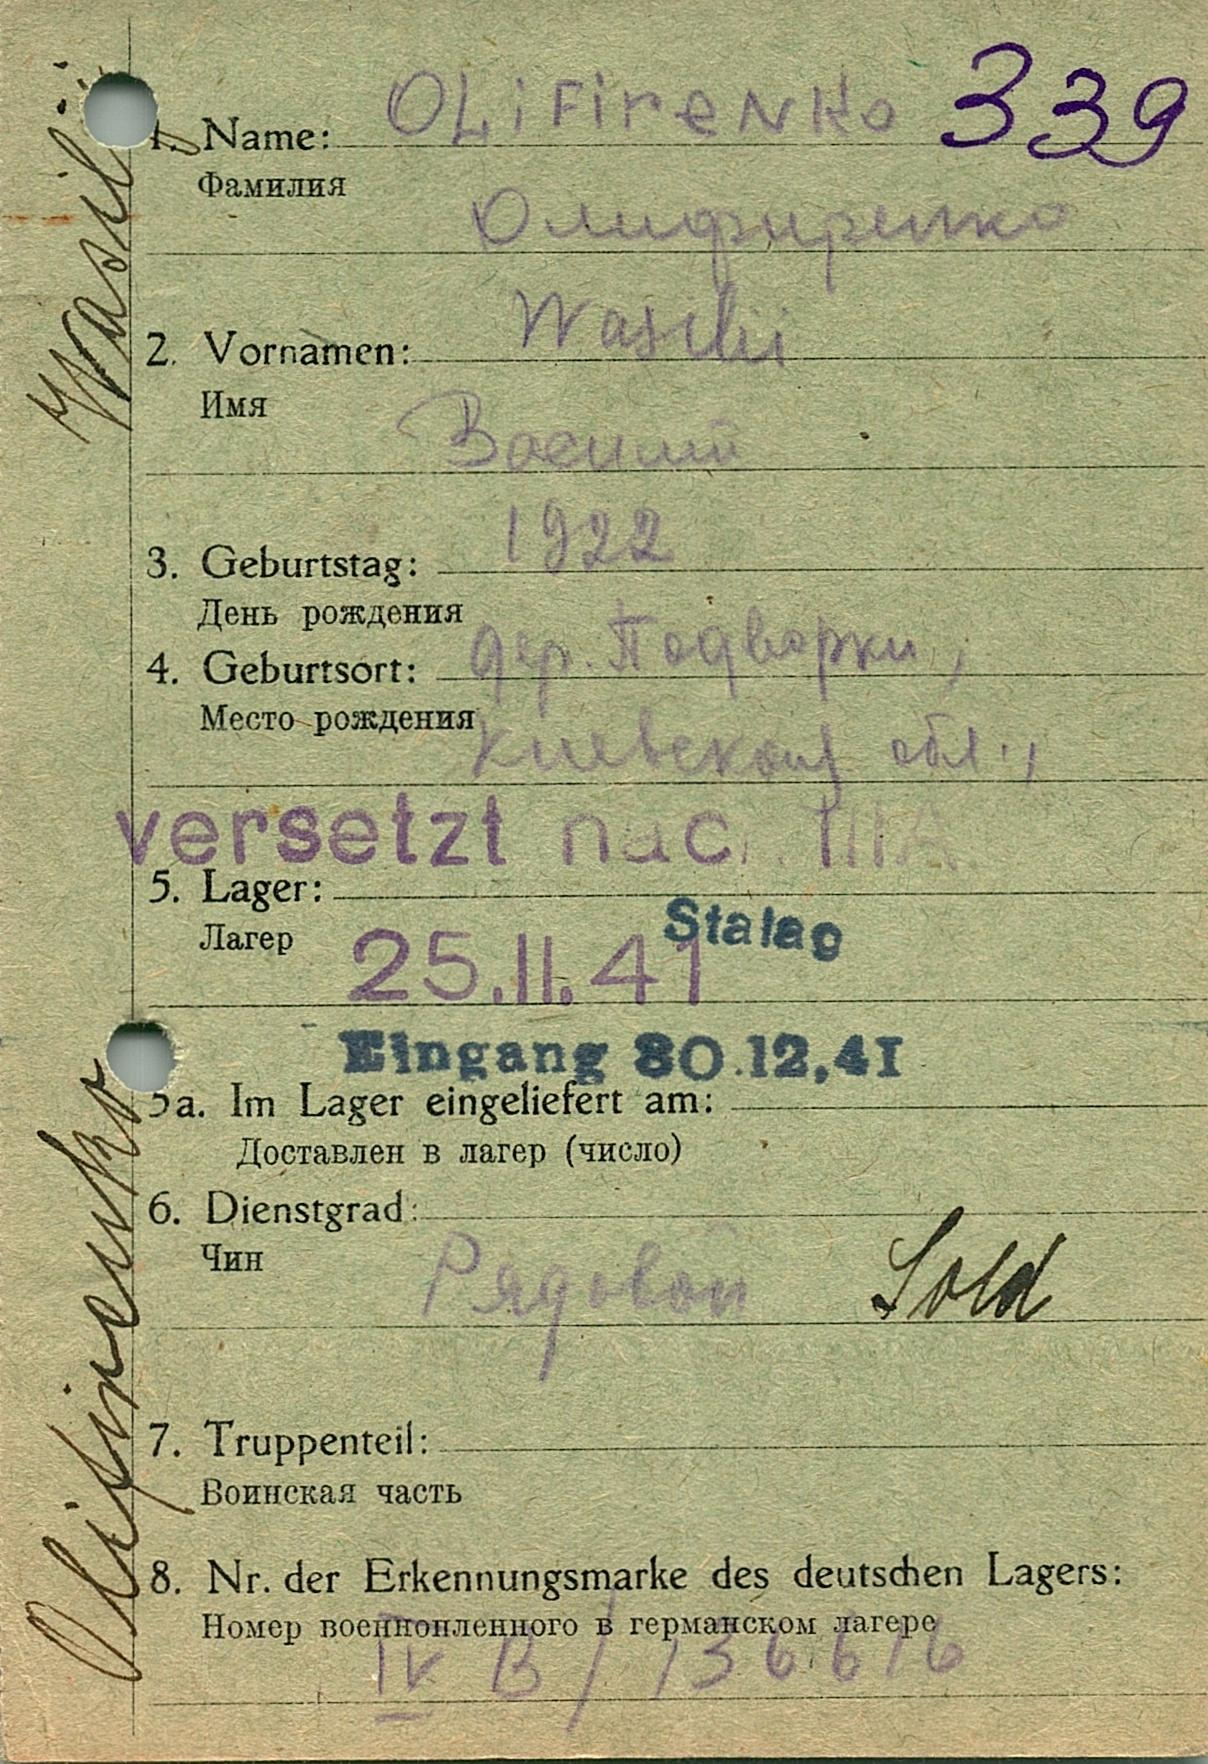 Wasilij
Olifirenko
OLiFireNKo 339
1. Name:
Фамилия
Олифиренко
Wasilii
2. Vornamen:
Имя
Василий
1922
3. Geburtstag:
День рождения
дер. Подворки,
4. Geburtsort:
Место рождения
Киевская обл.,
versetzt nach IIIA
5. Lager:
Stalag
Лагер
25.11.41
Eingang 30.12.41
5a. Im Lager eingeliefert am:
Доставлен в лагер (число)
6. Dienstgrad:
Чин
Рядовой Sold
7. Truppenteil:
Воинская часть
8. Nr. der Erkennungsmarke des deutschen Lagers:
Номер военнопленного в германском лагере
IV B / 136616